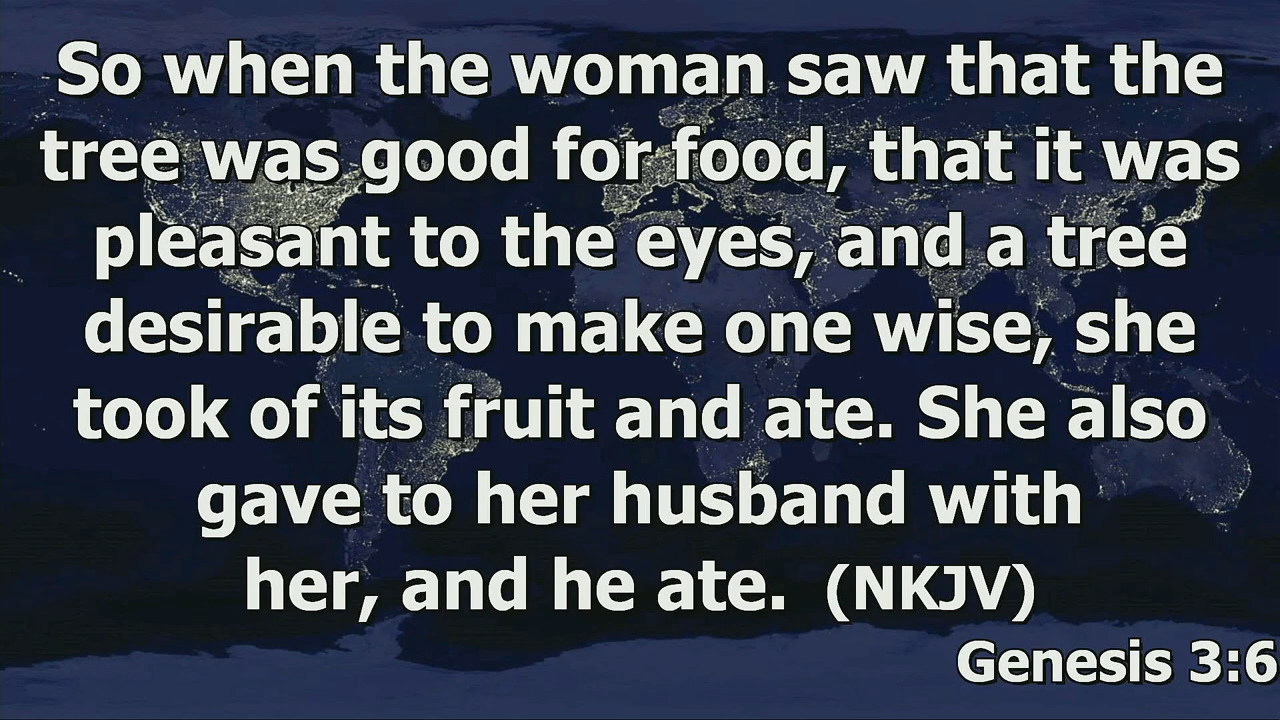 So when the woman saw that the
tree was good for food, that it was
pleasant to the eyes, and a tree
desirable to make one wise, she
took of its fruit and ate. She also
gave to her husband with
her, and he ate. (NKJV)
Genesis 3:6